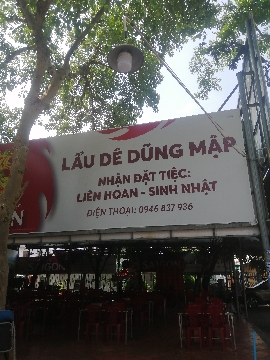 LẨU DÊ DŨNG MẬP
NHẬN ĐẶT TIỆC:
LIÊN HOAN - SINH NHẬT
ĐIỆN THOẠI: 0946 837 936